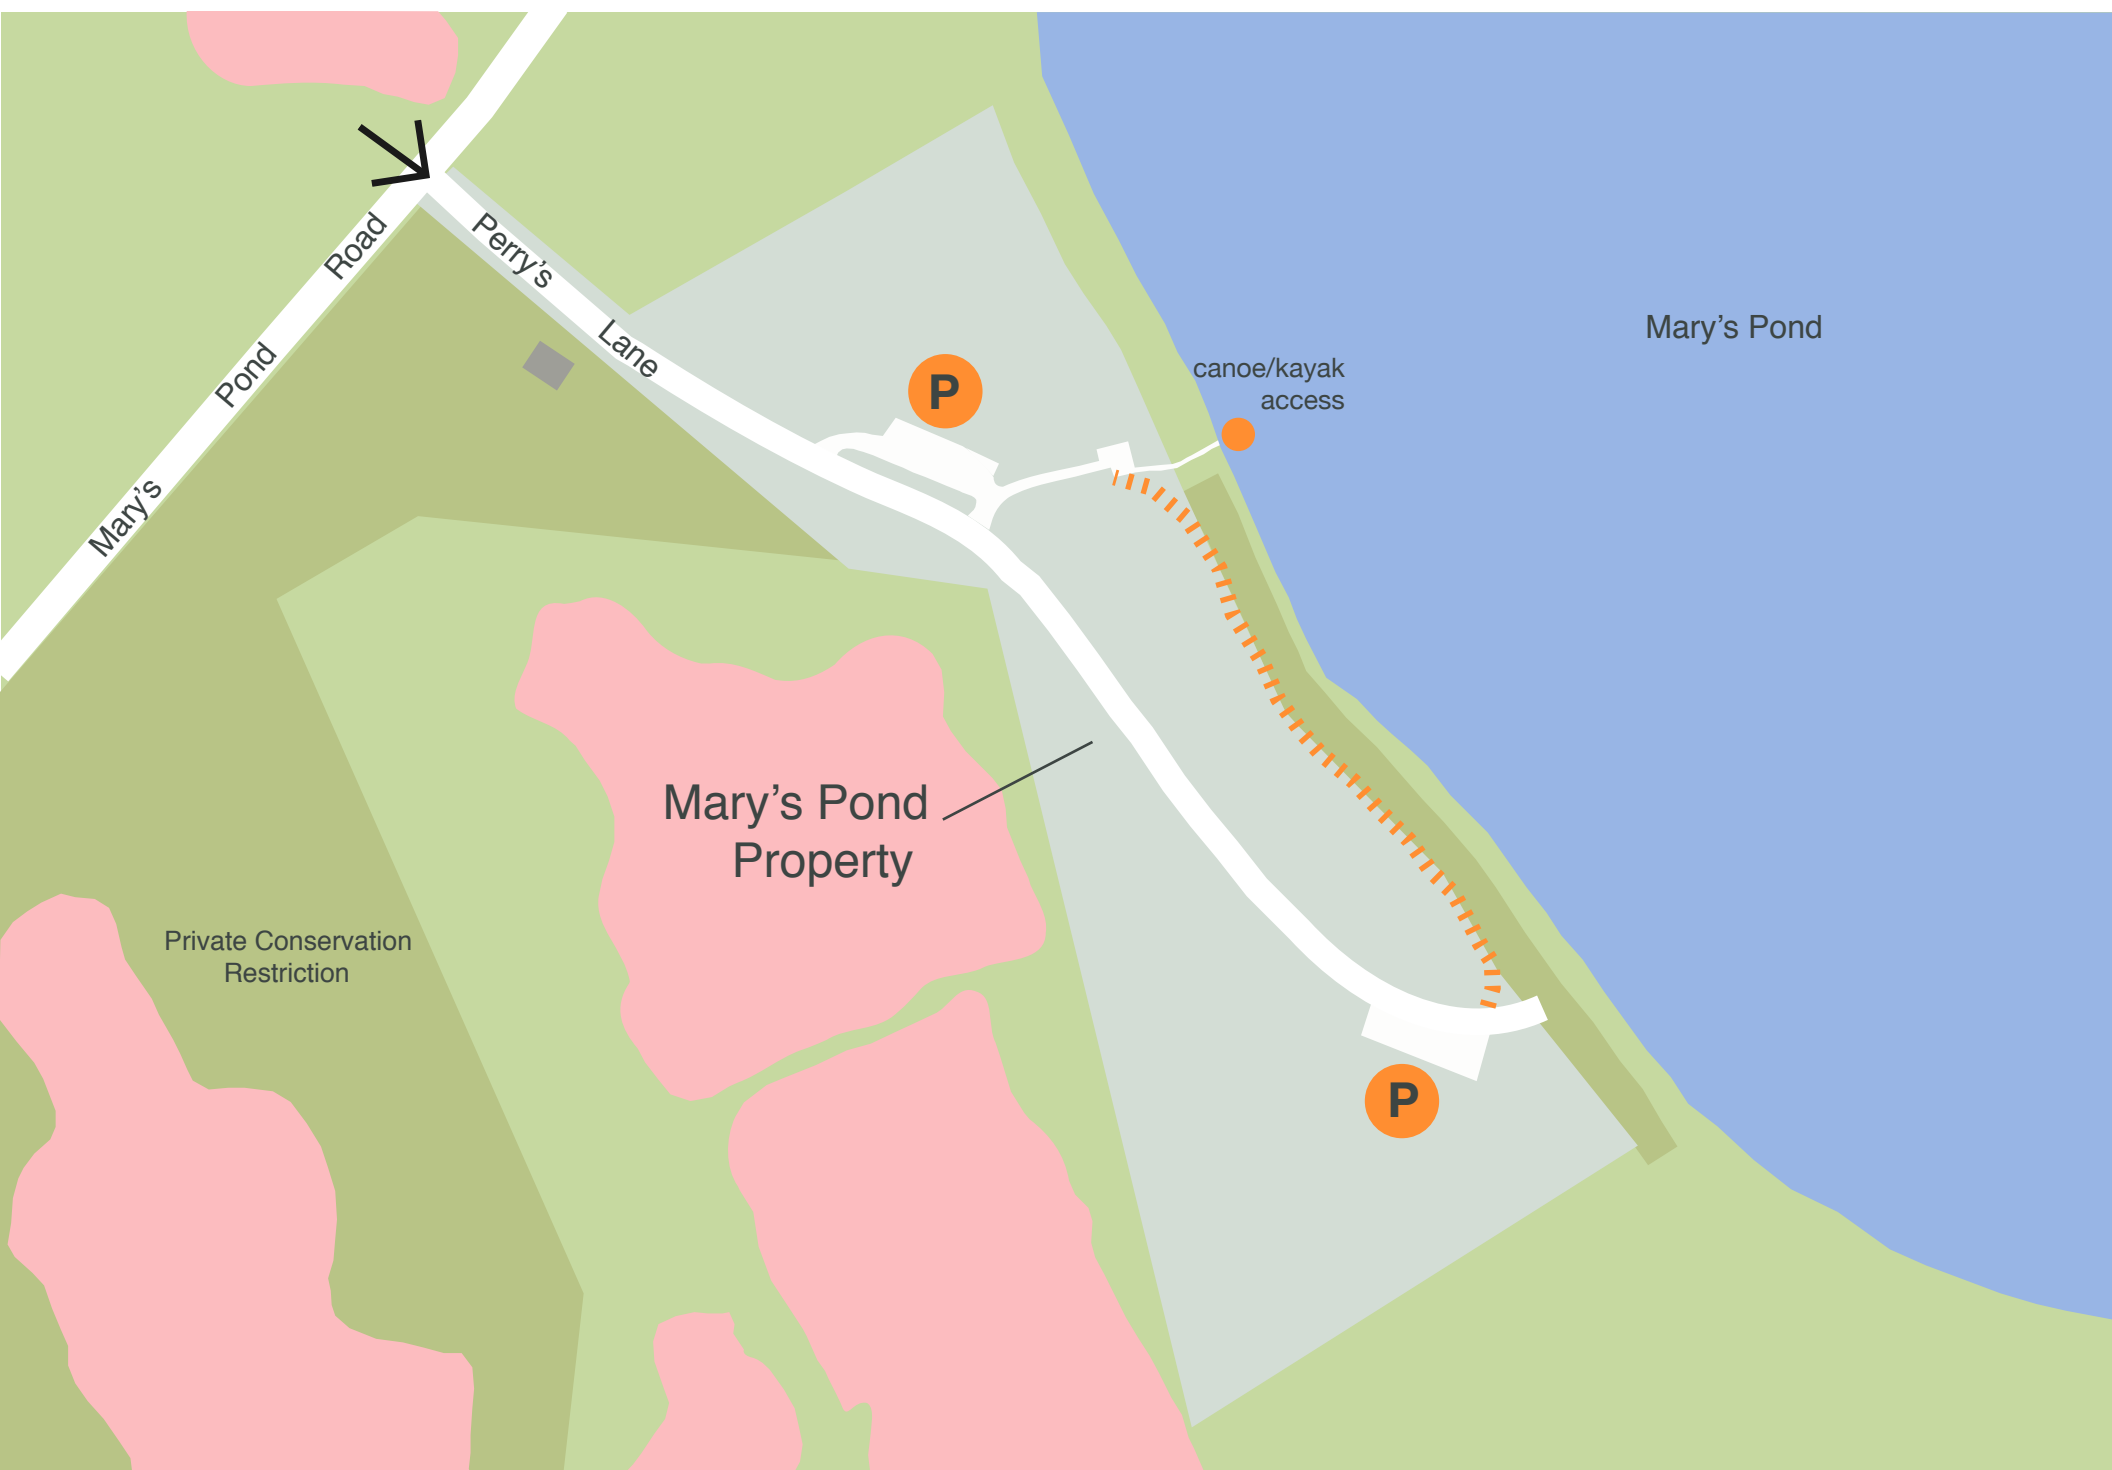 Mary’s Pond Road
Perry’s Lane
P
canoe/kayak
access
Mary’s Pond
Mary’s Pond
Property
Private Conservation
Restriction
P